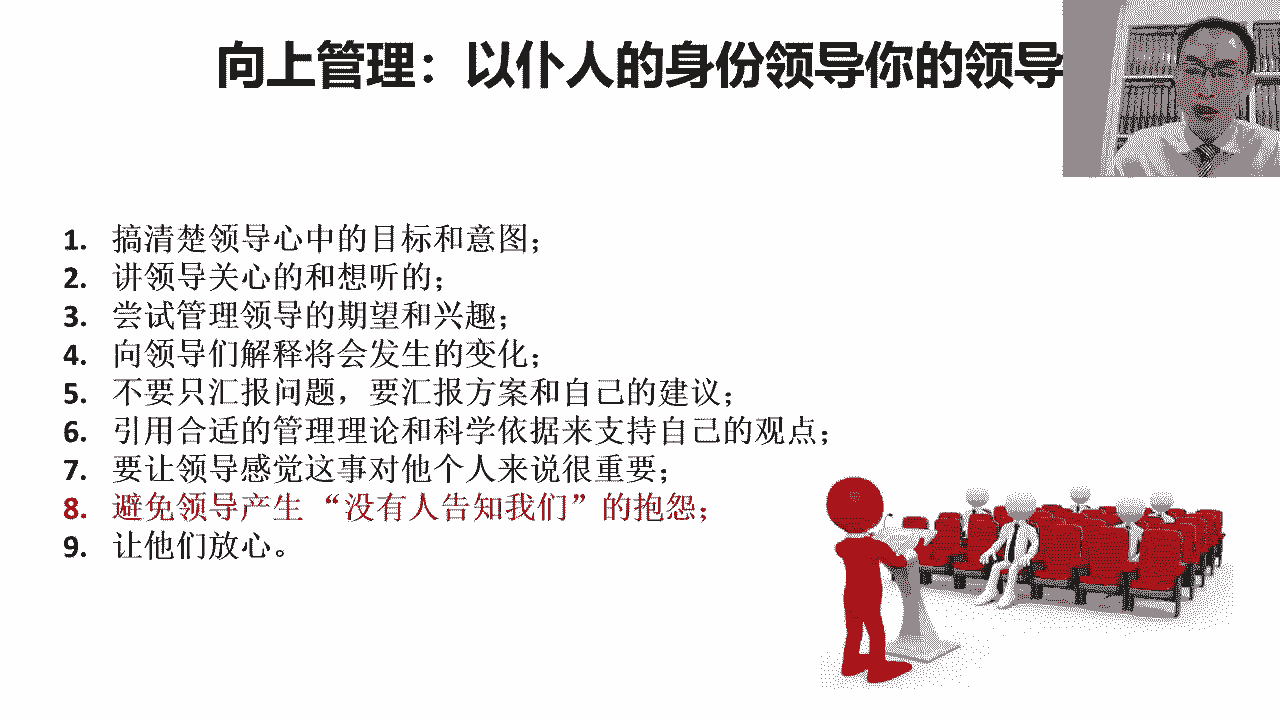 向上管理：以仆人的身份领导你的领导
1. 搞清楚领导心中的目标和意图；
2. 讲领导关心的和想听的；
3. 尝试管理领导的期望和兴趣；
4. 向领导们解释将会发生的变化；
5. 不要只汇报问题，要汇报方案和自己的建议；
6. 引用合适的管理理论和科学依据来支持自己的观点；
7. 要让领导感觉这事对他个人来说很重要；
8. 避免领导产生 “没有人告知我们”的抱怨；
9. 让他们放心。